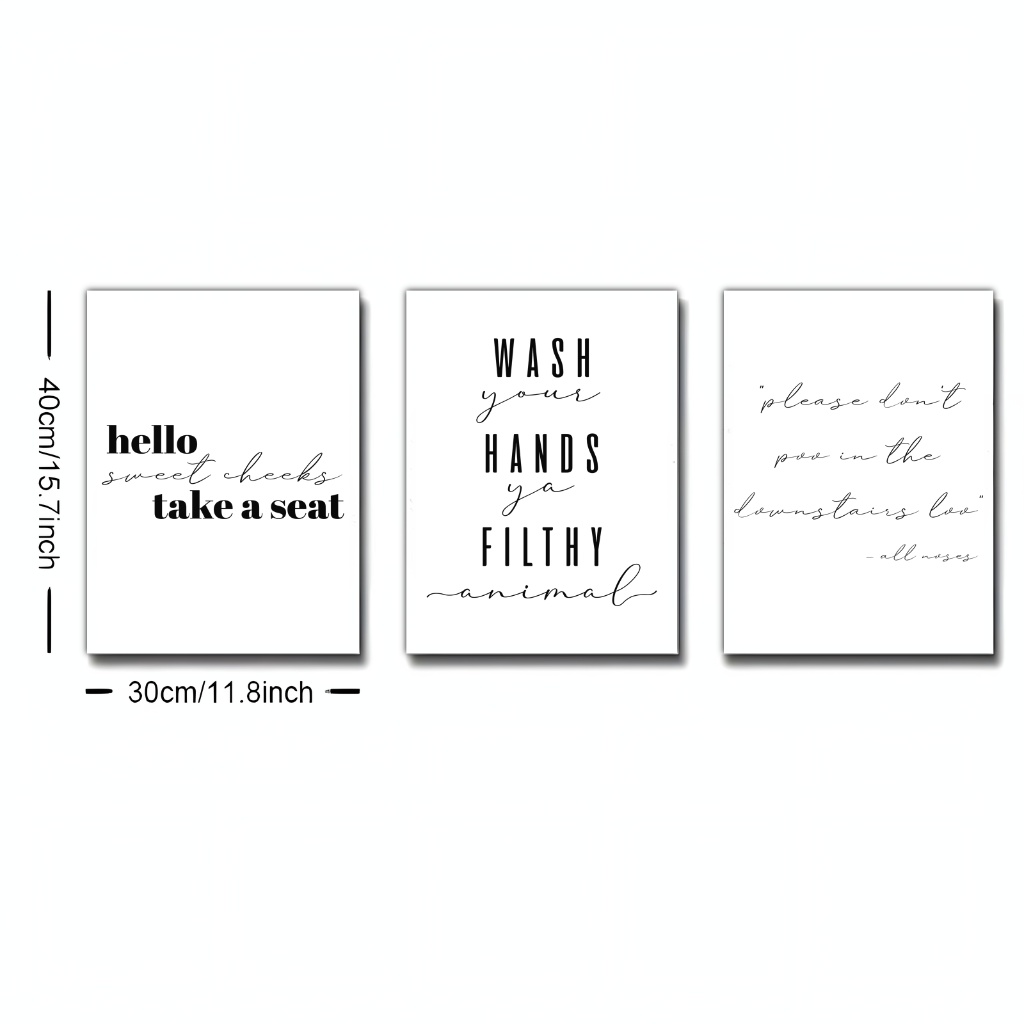 40cm/15.7inch
hello
sweet cheeks
take a seat
30cm/11.8inch
WASH
your
HANDS
ya
FILTHY
animal
"please don't
poo in the
downstairs loo"
- all noses